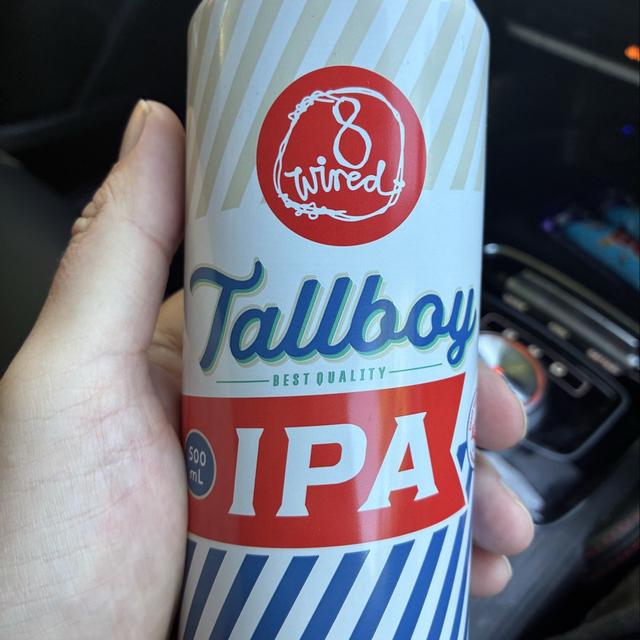 8
wired
Tallboy
BEST QUALITY
500
mL
IPA